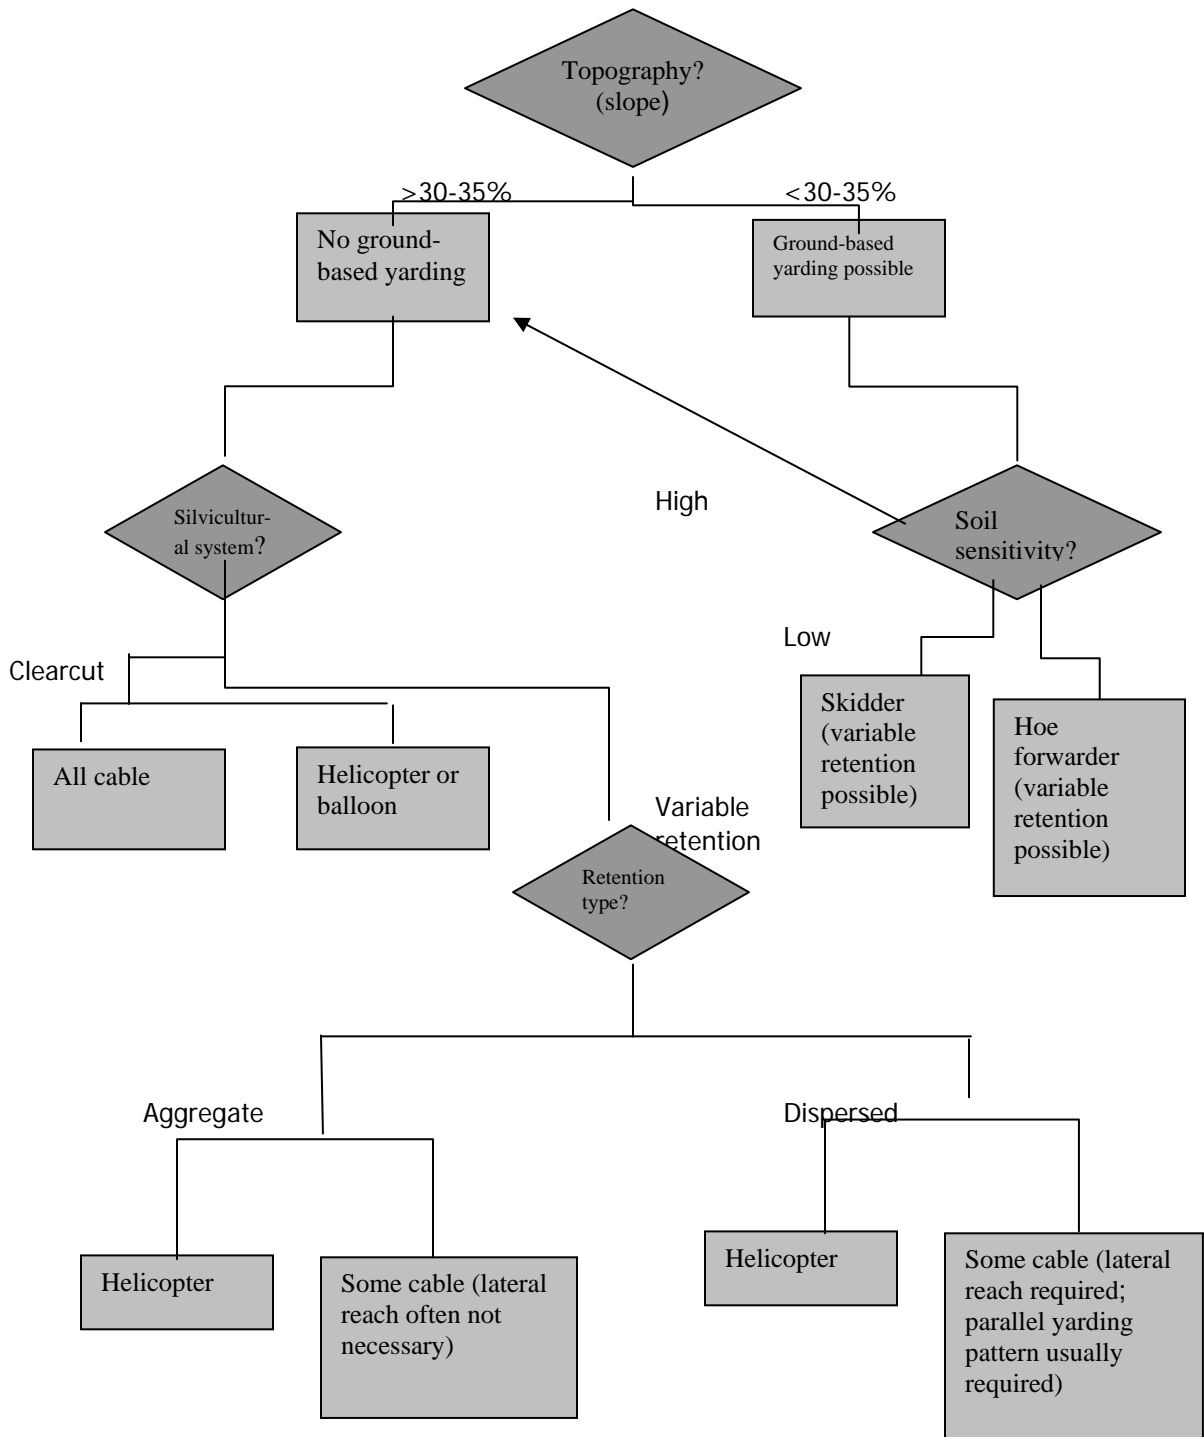 Topography?
(slope)
>30-35%
<30-35%
No ground-
based yarding
Ground-based
yarding possible
High
Silvicultur-
al system?
Soil
sensitivity?
Low
Clearcut
Skidder
(variable
retention
possible)
Hoe
forwarder
(variable
retention
possible)
All cable
Helicopter or
balloon
Variable
retention
Retention
type?
Aggregate
Dispersed
Helicopter
Some cable (lateral
reach often not
necessary)
Helicopter
Some cable (lateral
reach required;
parallel yarding
pattern usually
required)